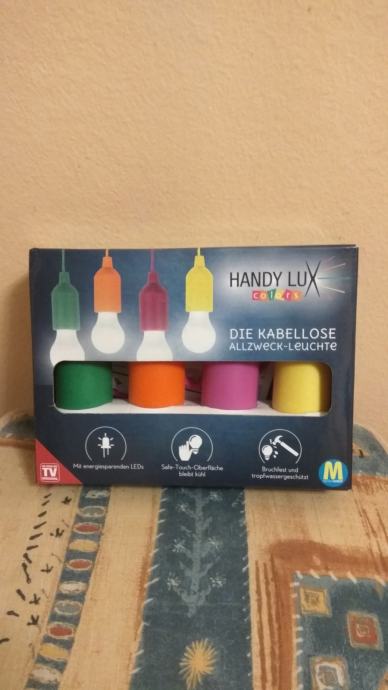 HANDY LUX
colors
DIE KABELLOSE
ALLZWECK-LEUCHTE
Mit energiesparenden LEDs
Safe-Touch-Oberfläche
bleibt kühl
Bruchfest und
tropfwassergeschützt
TV
M